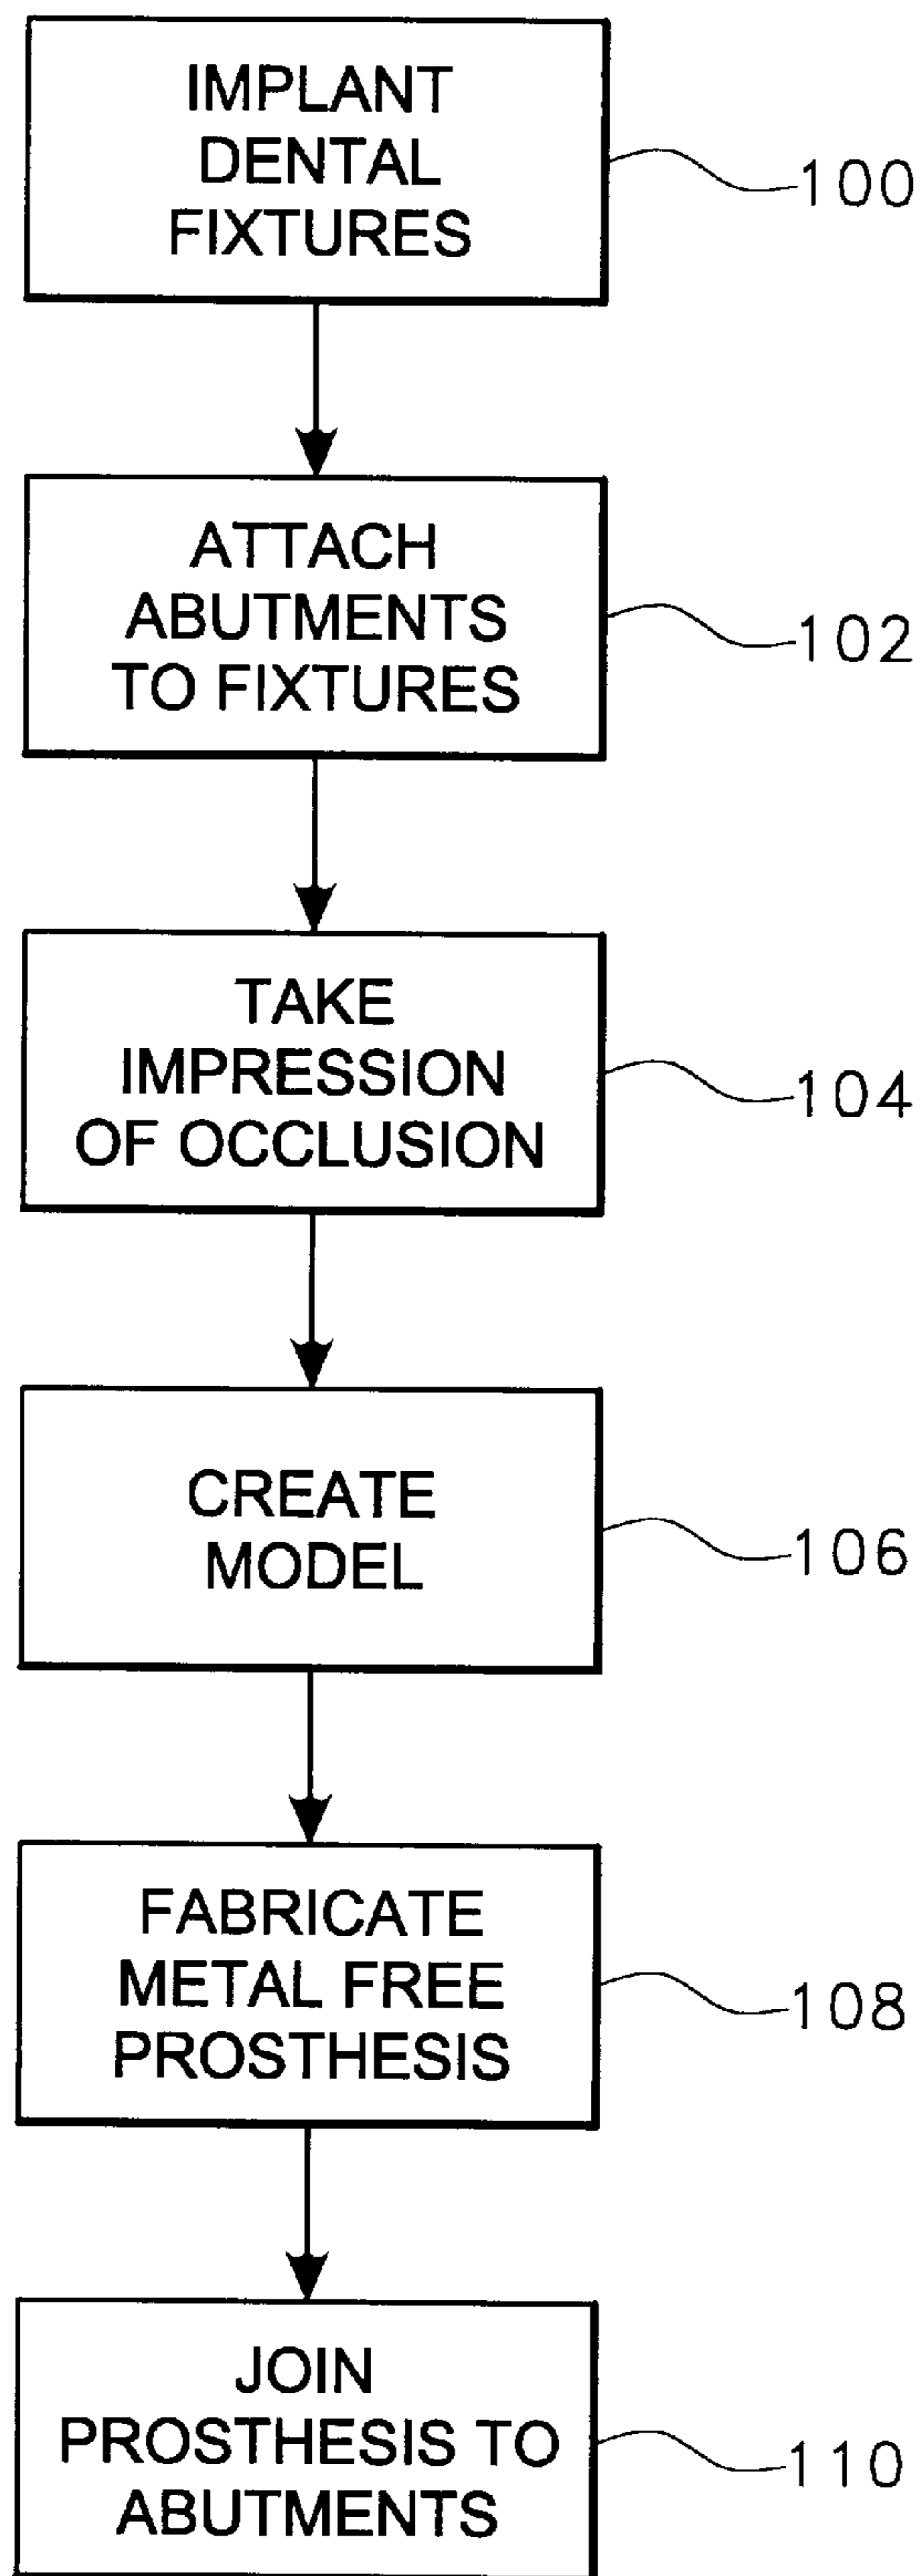 IMPLANT
DENTAL
FIXTURES
100
ATTACH
ABUTMENTS
TO FIXTURES
102
TAKE
IMPRESSION
OF OCCLUSION
104
CREATE
MODEL
106
FABRICATE
METAL FREE
PROSTHESIS
108
JOIN
PROSTHESIS TO
ABUTMENTS
110